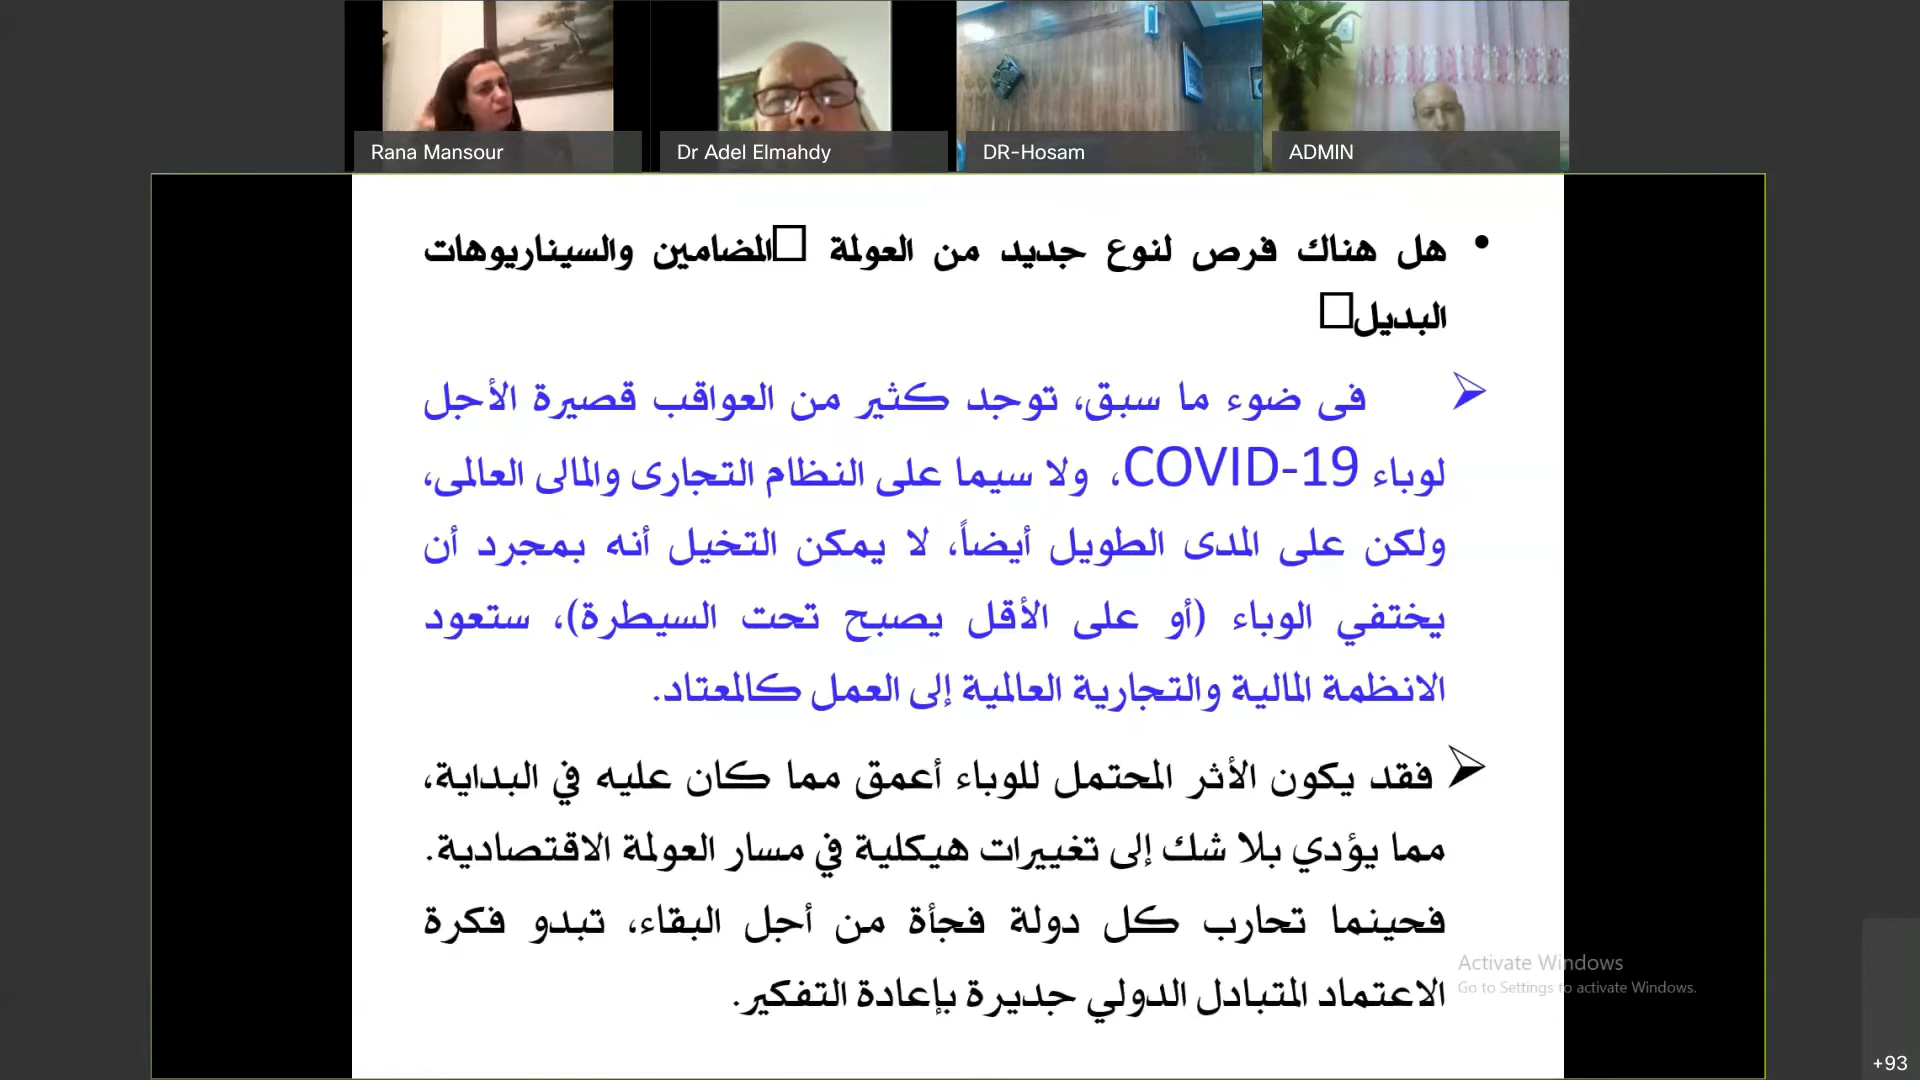 Rana Mansour
Dr Adel Elmahdy
DR-Hosam
ADMIN
• هل هناك فرص لنوع جديد من العولة □المضامين والسيناريوهات
البديل□
فى ضوء ما سبق، توجد كثير من العواقب قصيرة الأجل
لوباء COVID-19، ولا سيما على النظام التجارى والمالى العالمى،
ولكن على المدى الطويل أيضاً، لا يمكن التخيل أنه بمجرد أن
يختفي الوباء (أو على الأقل يصبح تحت السيطرة)، ستعود
الانظمة المالية والتجارية العالمية إلى العمل كالمعتاد.
فقد يكون الأثر المحتمل للوباء أعمق مما كان عليه في البداية،
مما يؤدي بلا شك إلى تغييرات هيكلية في مسار العولمة الاقتصادية.
فحينما تحارب كل دولة فجأة من أجل البقاء، تبدو فكرة
الاعتماد المتبادل الدولي جديرة بإعادة التفكير.
Activate Windows
Go to Settings to activate Windows.
+93